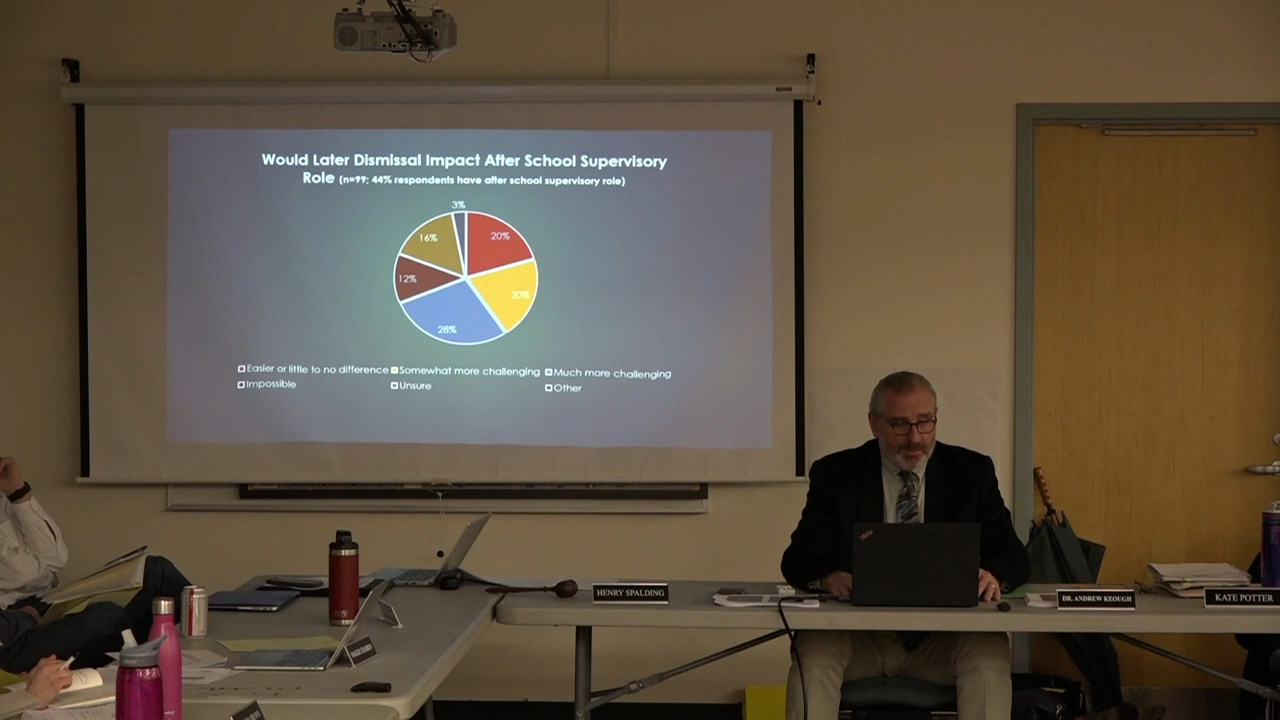 Would Later Dismissal Impact After School Supervisory
Role (n=99; 44% respondents have after school supervisory role)
3%
16%
20%
12%
20%
28%
Easier or little to no difference Somewhat more challenging Much more challenging
Impossible Unsure Other
HENRY SPALDING
DR. ANDREW KEOUGH
KATE POTTER
ThinkPad